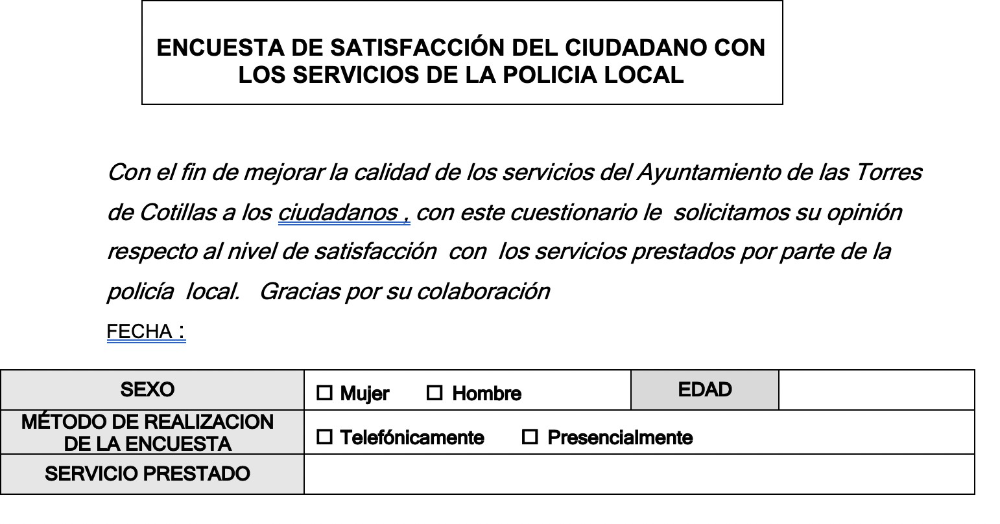 ENCUESTA DE SATISFACCIÓN DEL CIUDADANO CON
LOS SERVICIOS DE LA POLICIA LOCAL
Con el fin de mejorar la calidad de los servicios del Ayuntamiento de las Torres
de Cotillas a los ciudadanos , con este cuestionario le  solicitamos su opinión
respecto al nivel de satisfacción  con  los servicios prestados por parte de la
policía  local.   Gracias por su colaboración
FECHA :
SEXO ☐ Mujer ☐ Hombre EDAD
MÉTODO DE REALIZACION
DE LA ENCUESTA
☐ Telefónicamente ☐ Presencialmente
SERVICIO PRESTADO